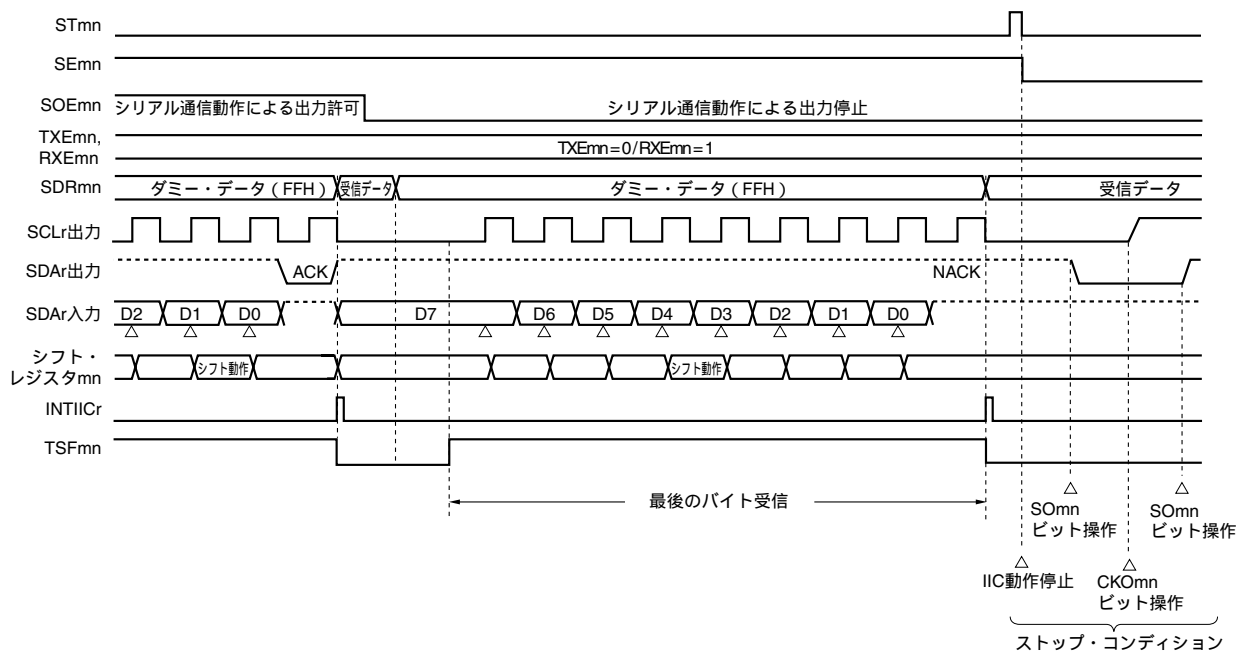 STmn
SEmn
SOEmn シリアル通信動作による出力許可 シリアル通信動作による出力停止
TXEmn,
RXEmn TXEmn=0/RXEmn=1
SDRmn ダミー・データ(FFH) 受信データ ダミー・データ(FFH) 受信データ
SCLr出力
SDAr出力 ACK NACK
SDAr入力 D2 D1 D0 D7 D6 D5 D4 D3 D2 D1 D0
シフト・
レジスタmn シフト動作 シフト動作
INTIICr
TSFmn
最後のバイト受信
SOmn
ビット操作
SOmn
ビット操作
IIC動作停止
CKOmn
ビット操作
ストップ・コンディション